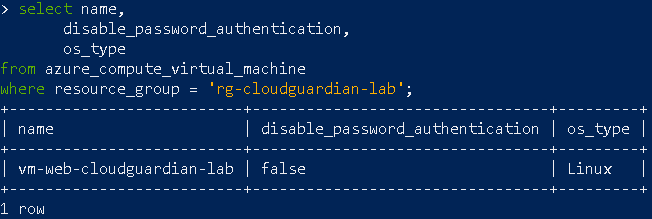 > select name,
       disable_password_authentication,
       os_type
from azure_compute_virtual_machine
where resource_group = 'rg-cloudguardian-lab';
+-------------------------+---------------------------------+---------+
| name                    | disable_password_authentication | os_type |
+-------------------------+---------------------------------+---------+
| vm-web-cloudguardian-lab | false                           | Linux   |
+-------------------------+---------------------------------+---------+
1 row